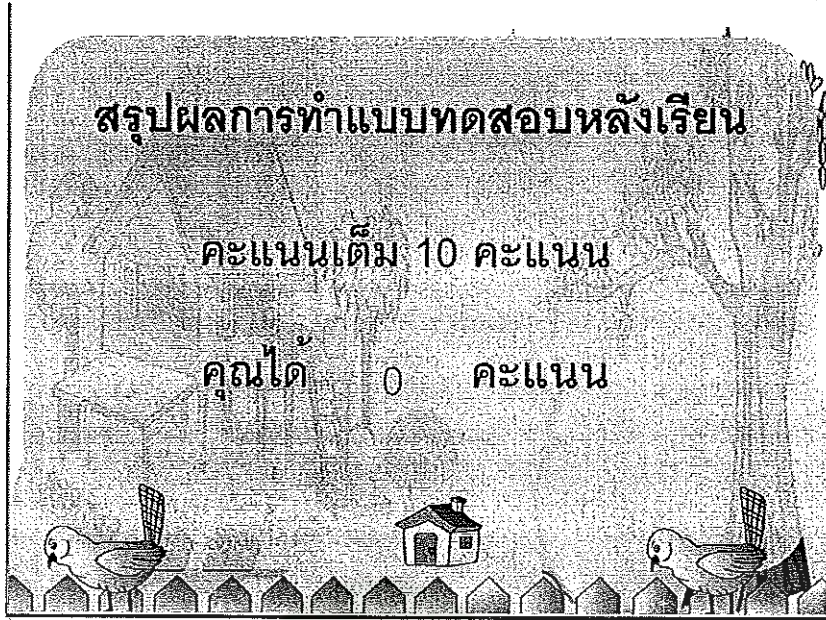 สรุปผลการทำแบบทดสอบหลังเรียน
คะแนนเต็ม 10 คะแนน
คุณได้ 0 คะแนน